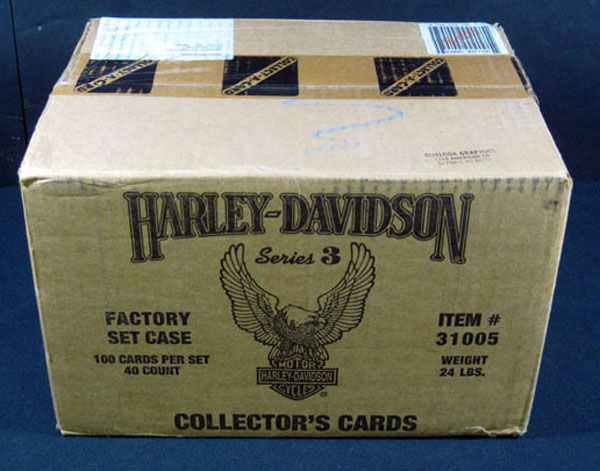 HARLEY-DAVIDSON
Series 3
FACTORY
SET CASE
100 CARDS PER SET
40 COUNT
ITEM #
31005
WEIGHT
24 LBS.
MOTOR
HARLEY-DAVIDSON
CYCLES
®
COLLECTOR'S CARDS